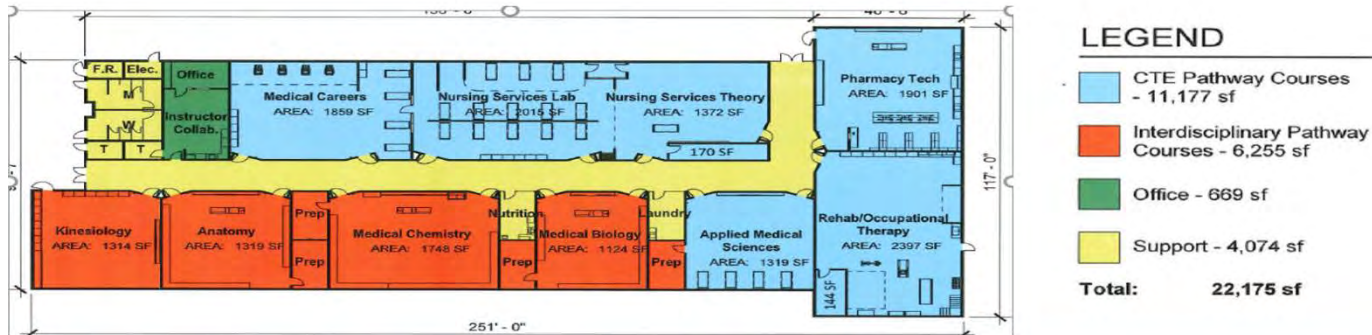 F.R.
Elec.
Office
M
W
T
T
Instructor
Collab.
Medical Careers
AREA: 1859 SF
Nursing Services Lab
AREA: 2015 SF
Nursing Services Theory
AREA: 1372 SF
170 SF
Pharmacy Tech
AREA: 1901 SF
117'-0"
Kinesiology
AREA: 1314 SF
Anatomy
AREA: 1319 SF
Prep
Prep
Medical Chemistry
AREA: 1748 SF
Nutrition
Prep
Medical Biology
AREA: 1124 SF
Laundry
Prep
Applied Medical
Sciences
AREA: 1319 SF
Rehab/Occupational
Therapy
AREA: 2397 SF
144 SF
251' - 0"
LEGEND
CTE Pathway Courses
- 11,177 sf
Interdisciplinary Pathway
Courses - 6,255 sf
Office - 669 sf
Support - 4,074 sf
Total: 22,175 sf